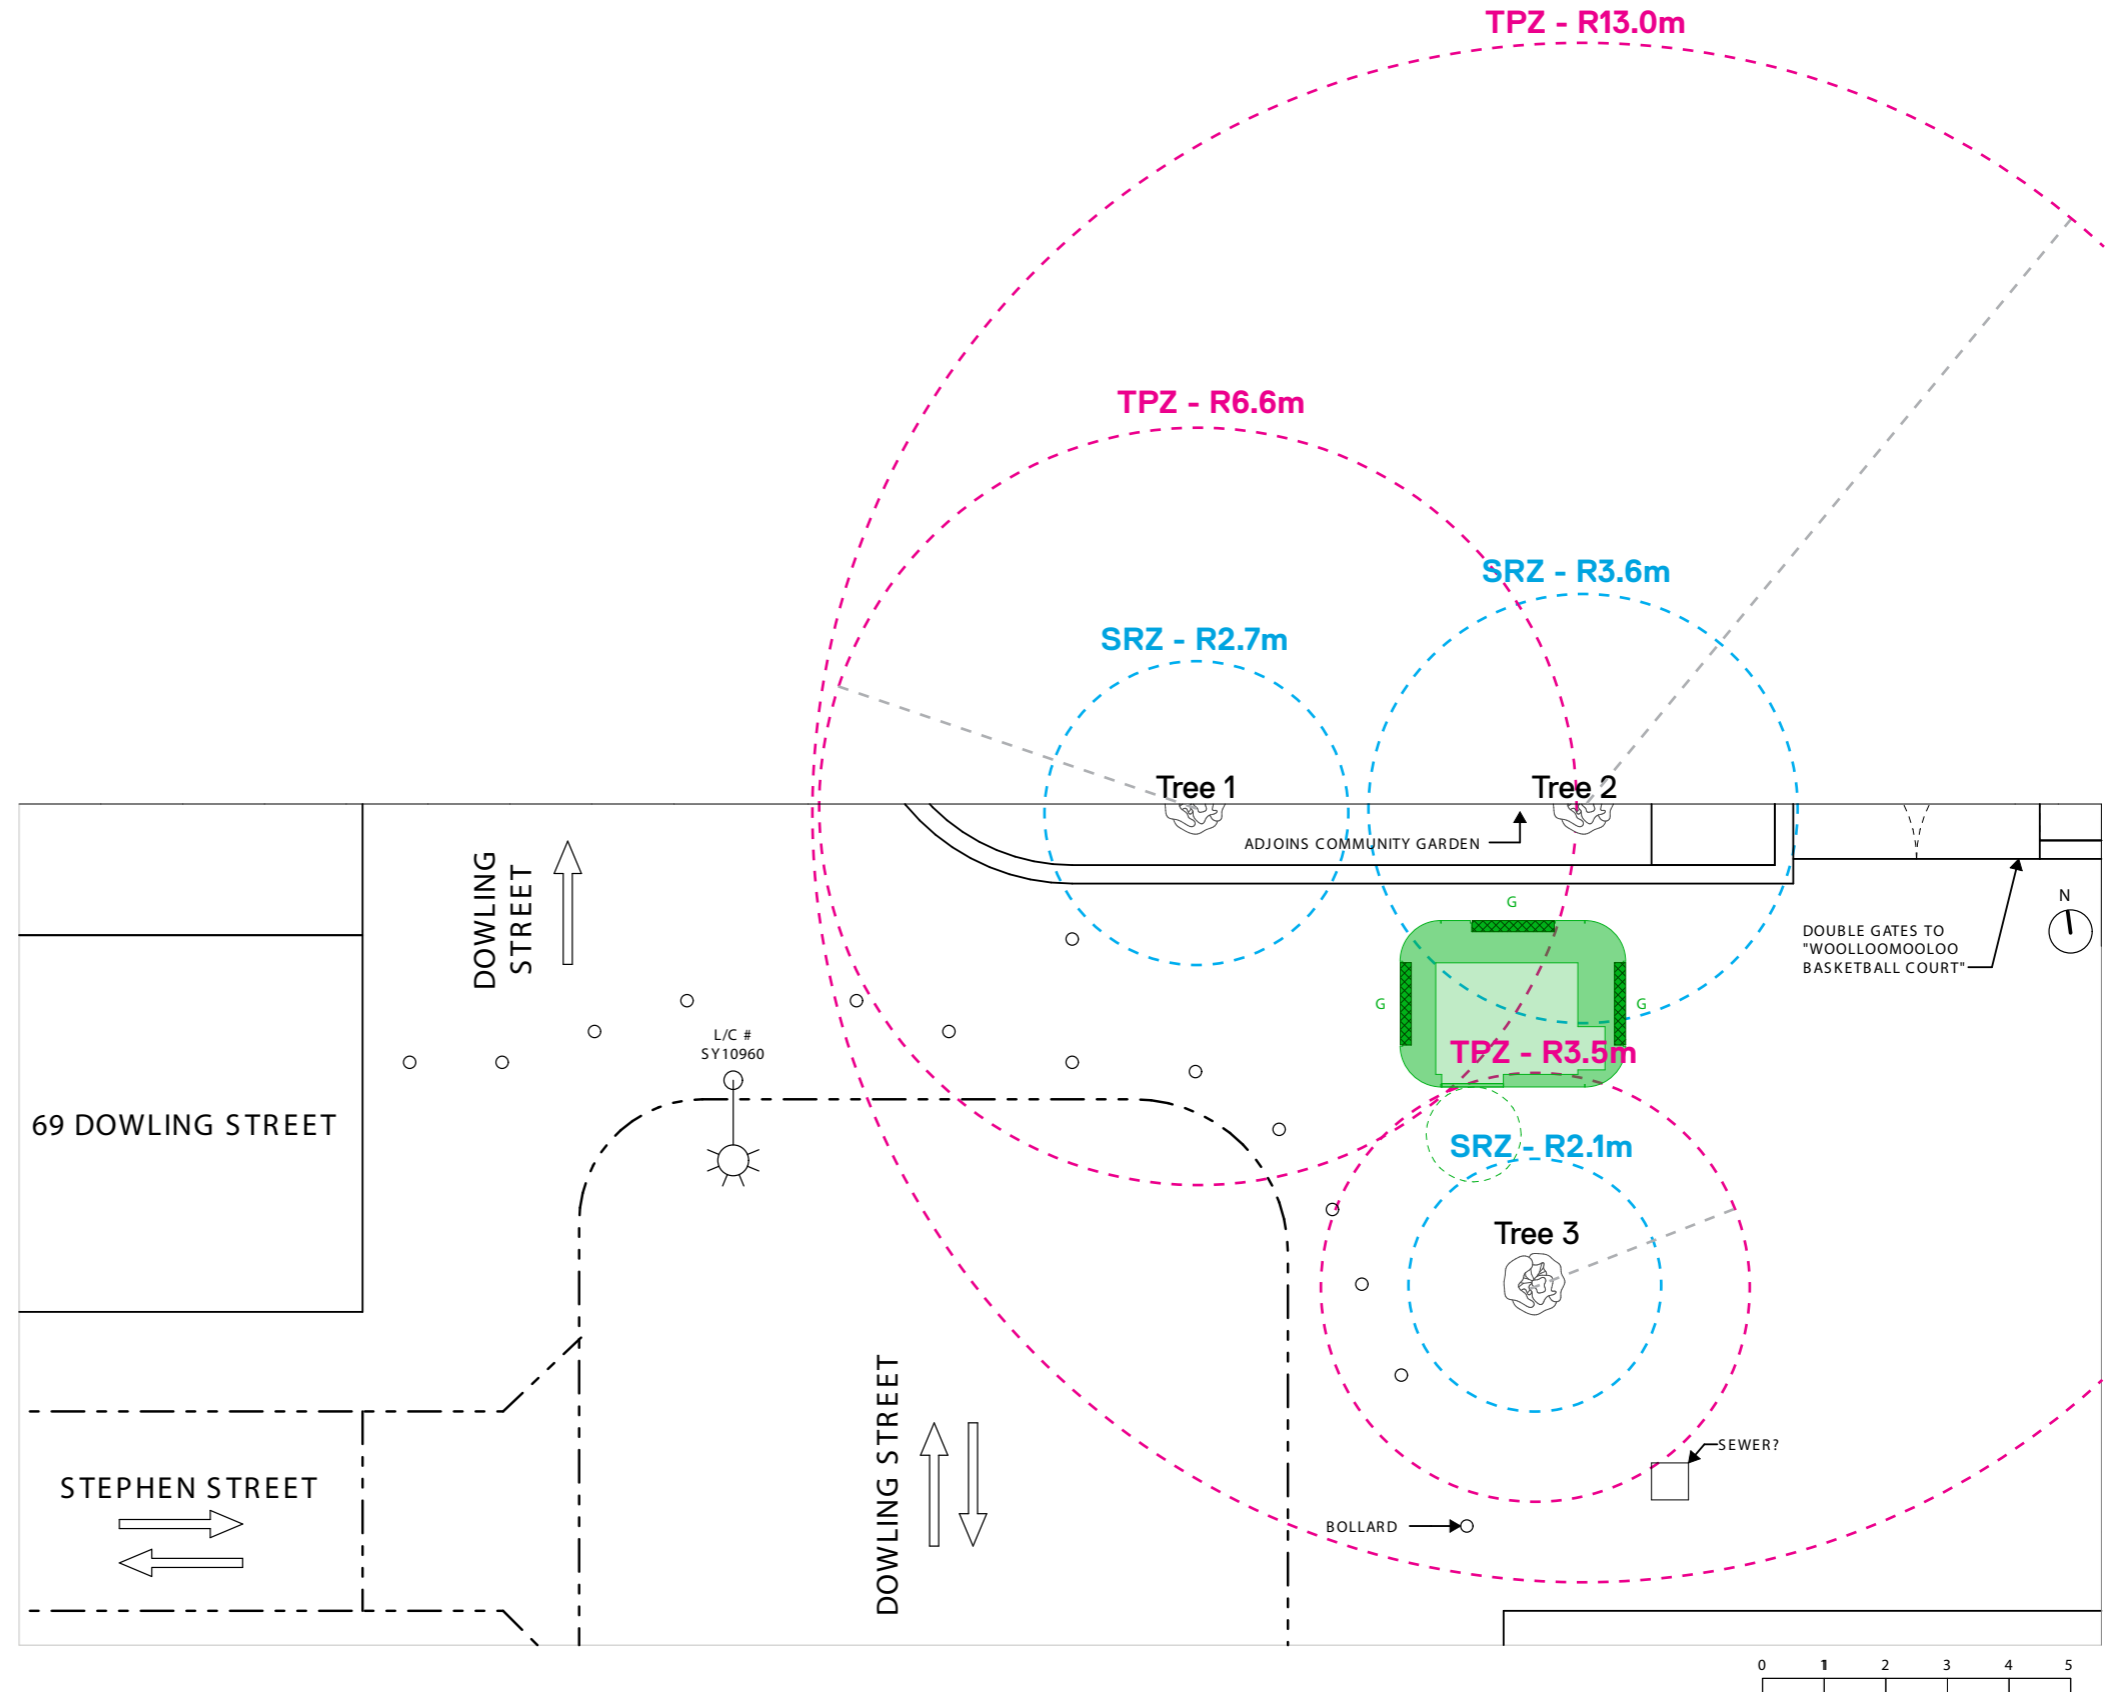 TPZ - R13.0m
TPZ - R6.6m
SRZ - R3.6m
SRZ - R2.7m
Tree 1
Tree 2
ADJOINS COMMUNITY GARDEN
DOWLING
STREET
G
G
G
DOUBLE GATES TO
"WOOLLOOMOOLOO
BASKETBALL COURT"
N
L/C #
SY10960
TPZ - R3.5m
69 DOWLING STREET
SRZ - R2.1m
Tree 3
DOWLING STREET
SEWER?
STEPHEN STREET
BOLLARD
0 1 2 3 4 5